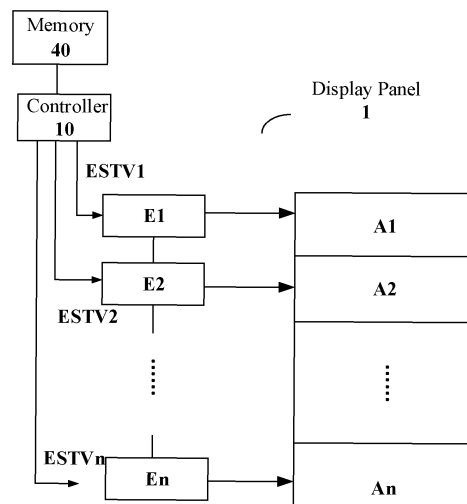 Memory
40
Controller
10
Display Panel
1
ESTV1
E1
A1
E2
A2
ESTV2
ESTVn
En
An